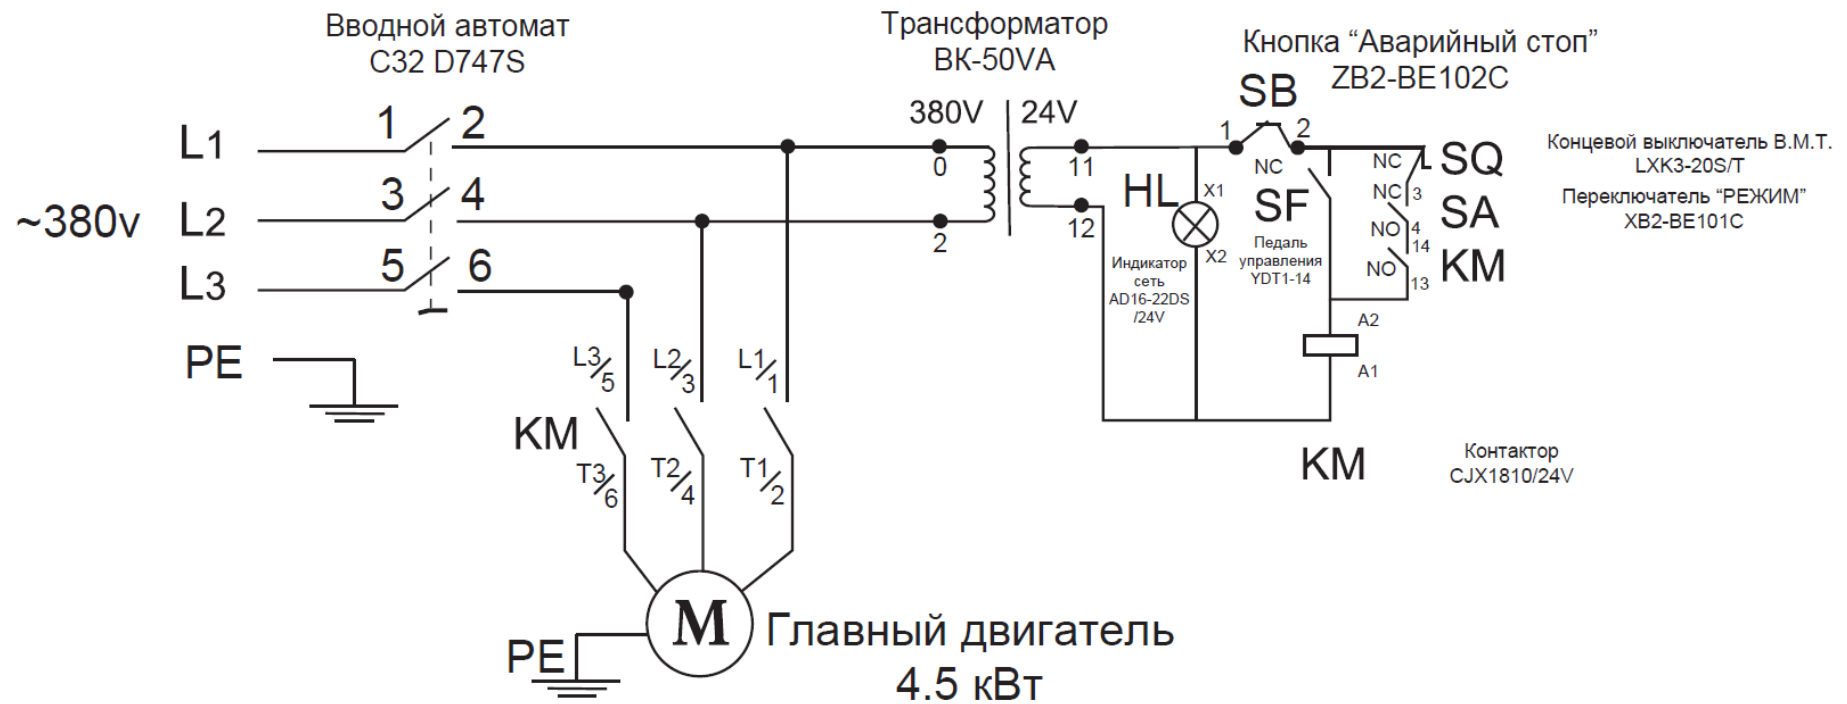 Вводной автомат
C32 D747S
Трансформатор
ВК-50VA
Кнопка “Аварийный стоп”
ZB2-BE102C
SB
380V
24V
L1
1
2
0
11
1
2
NC
NC
SQ
Концевой выключатель В.М.Т.
LXK3-20S/T
~380v
L2
3
4
2
12
HL
X1
X2
SF
NC
3
SA
Переключатель “РЕЖИМ”
XB2-BE101C
NO
4
14
Индикатор
сеть
AD16-22DS
/24V
Педаль
управления
YDT1-14
NO
13
KM
L3
5
6
PE
A2
A1
L3/5
L2/3
L1/1
KM
T3/6
T2/4
T1/2
KM
Контактор
CJX1810/24V
M
PE
Главный двигатель
4.5 кВт